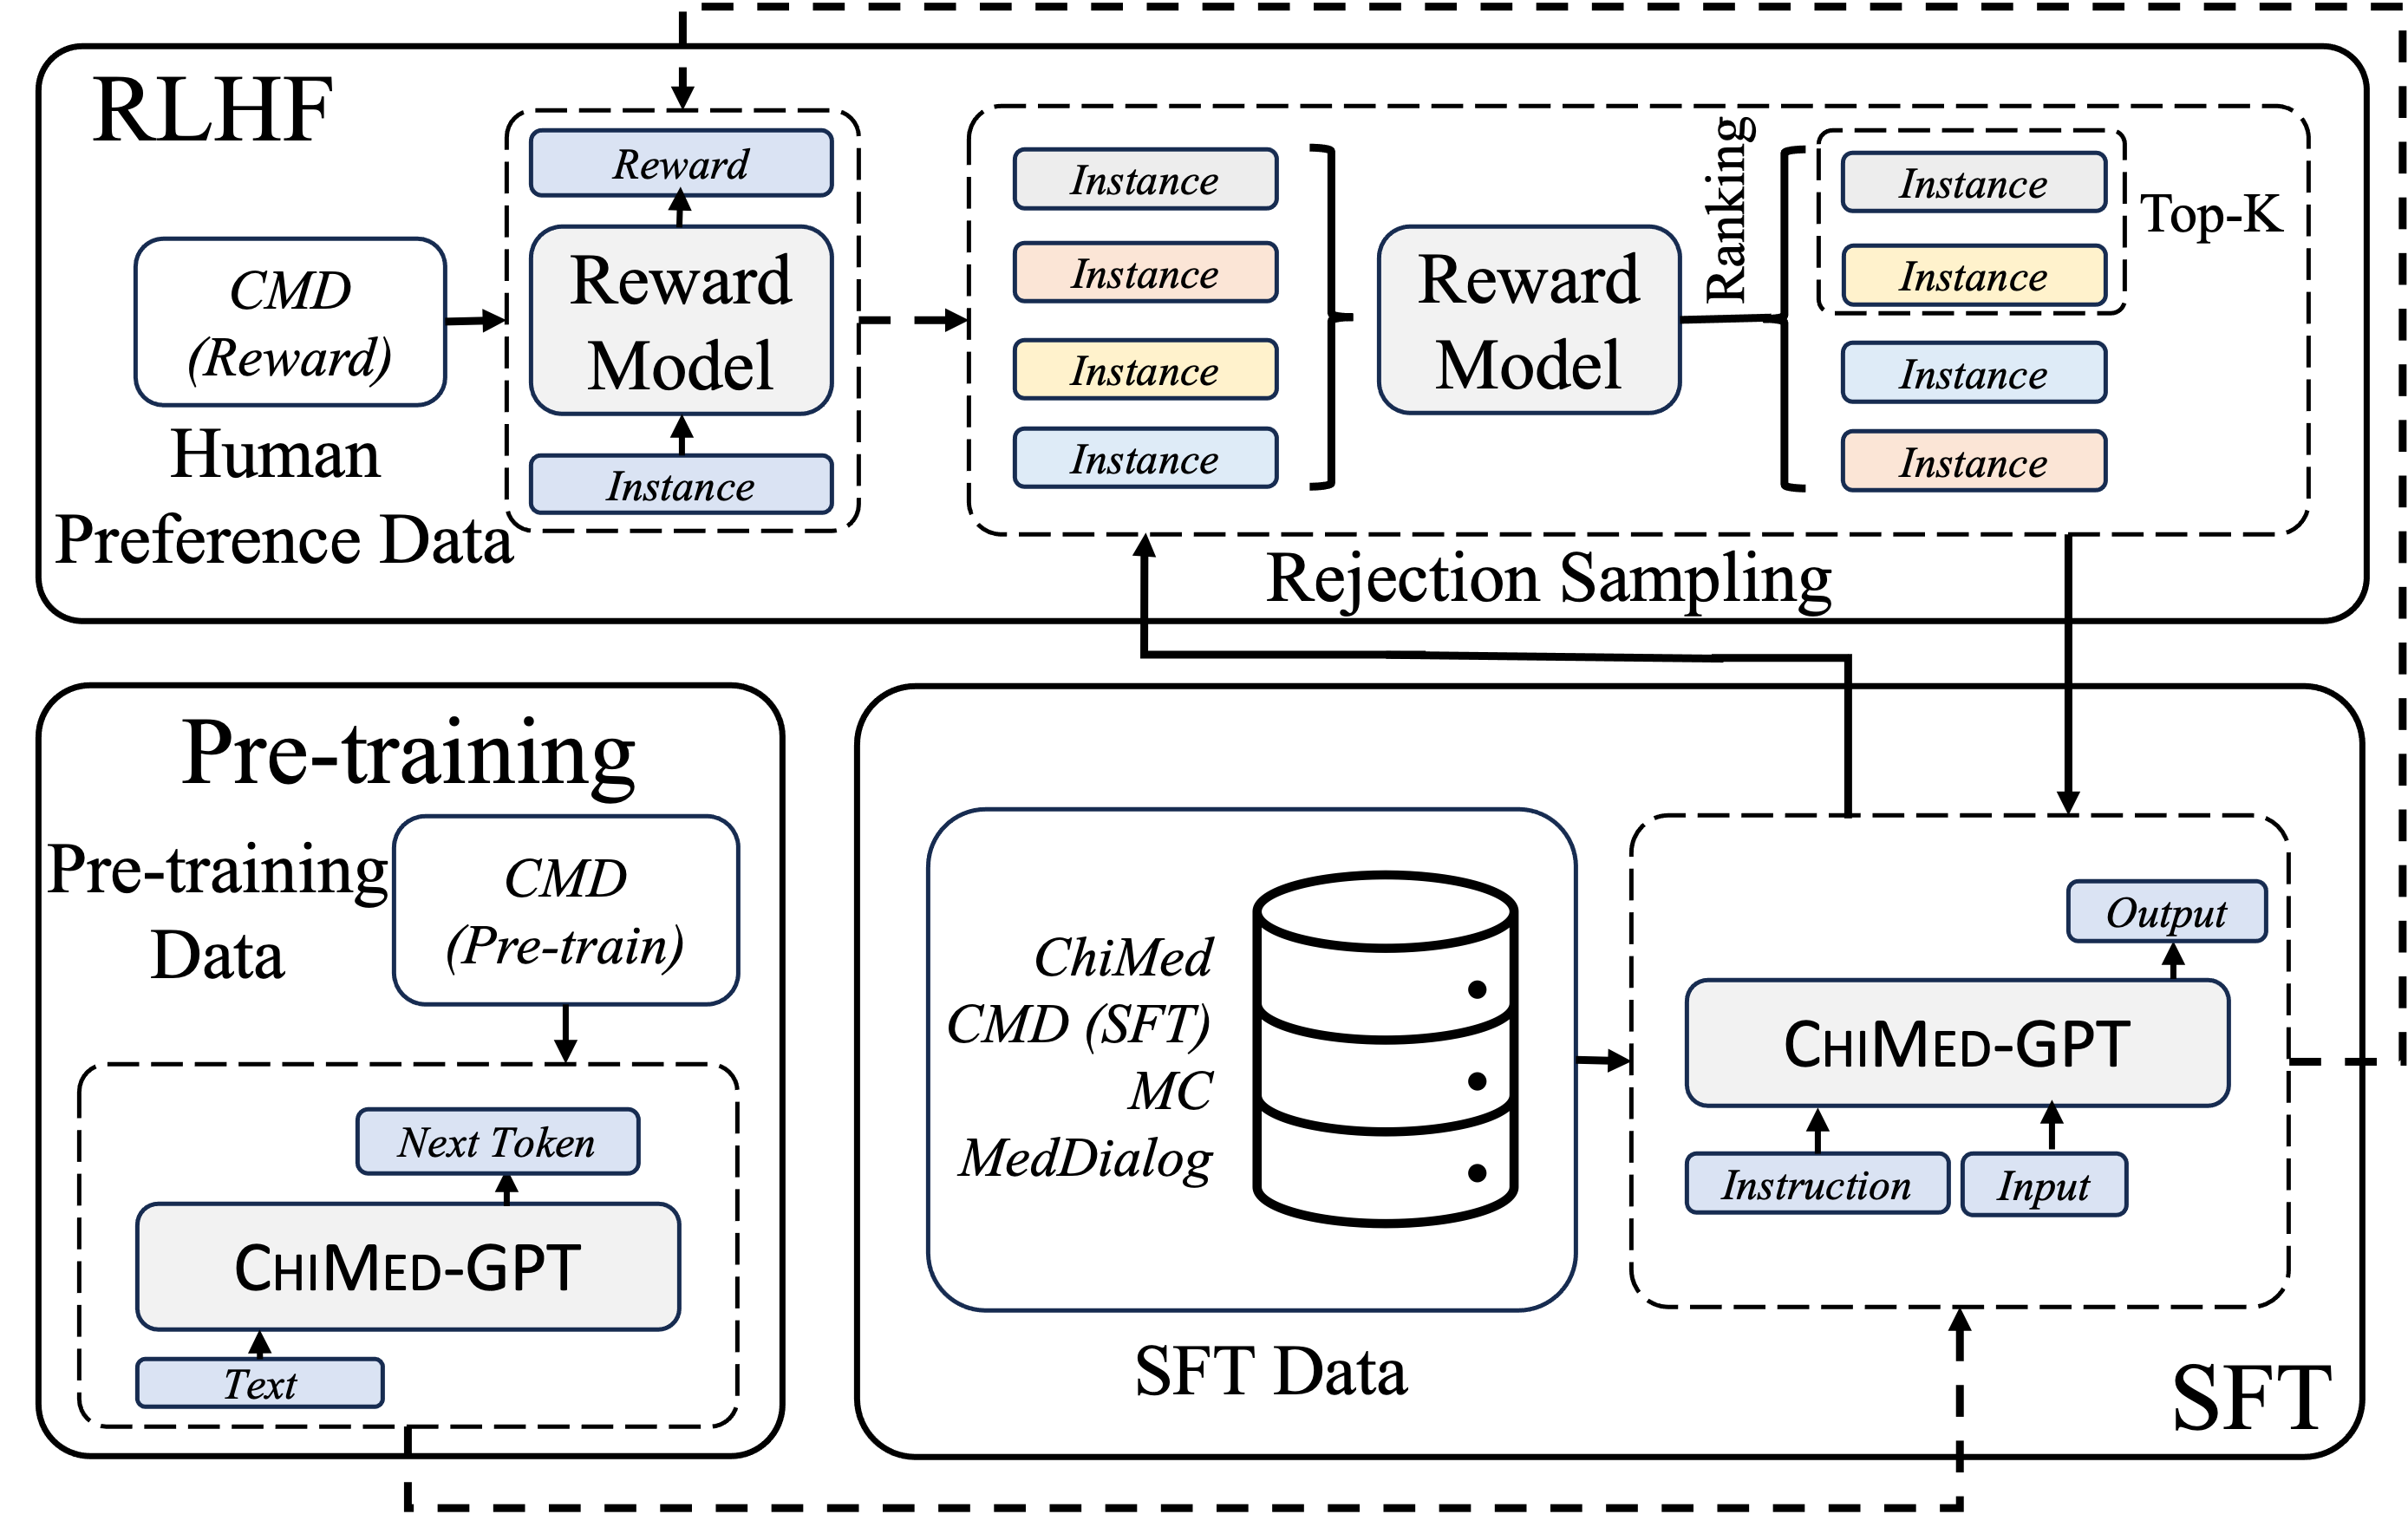 RLHF
CMD
(Reward)
Human
Preference Data
Reward
Reward
Model
Instance
Instance
Instance
Instance
Instance
Reward
Model
Ranking
Instance
Instance
Instance
Instance
Top-K
Rejection Sampling
Pre-training
Pre-training
Data
CMD
(Pre-train)
Next Token
CHIMED-GPT
Text
ChiMed
CMD (SFT)
MC
MedDialog
SFT Data
Output
CHIMED-GPT
Instruction
Input
SFT